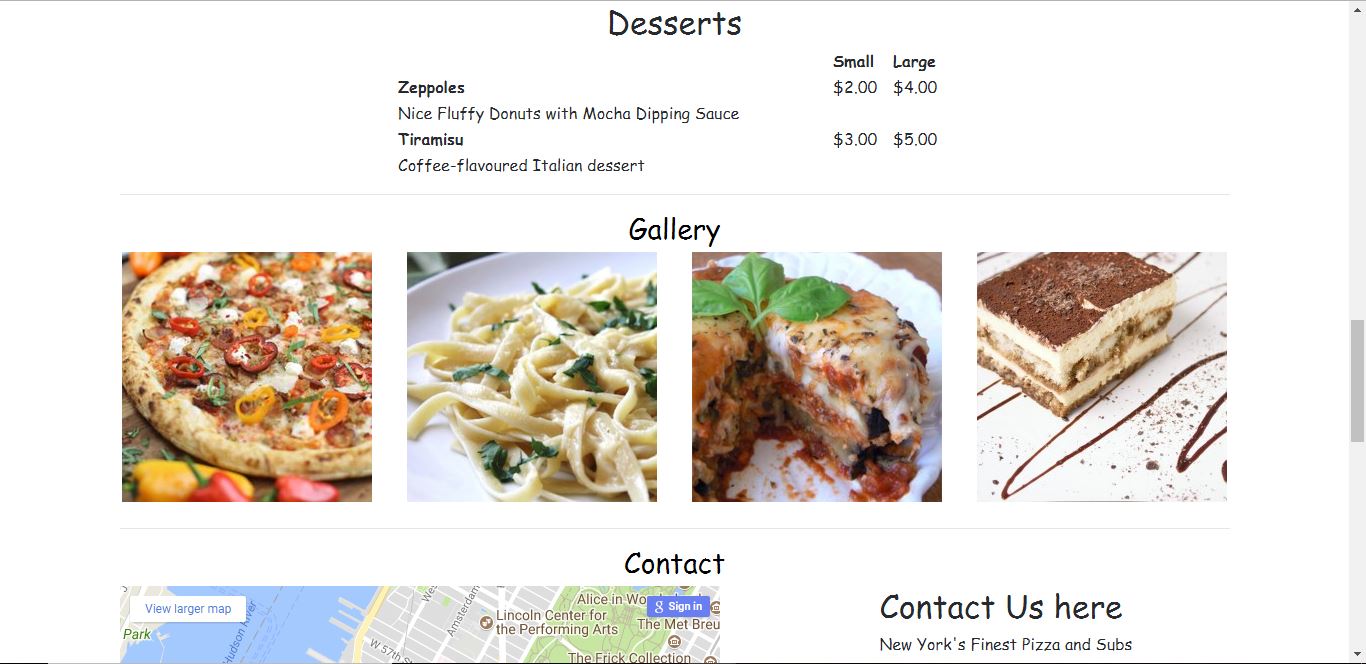 Desserts
Small Large
Zeppoles $2.00 $4.00
Nice Fluffy Donuts with Mocha Dipping Sauce
Tiramisu $3.00 $5.00
Coffee-flavoured Italian dessert
Gallery
Contact
View larger map
Park
Hudson River
W 57th St
Amsterdam
Lincoln Center for
the Performing Arts
Alice in Wo
Sign in
The Met Breu
The Frick Collection
Contact Us here
New York's Finest Pizza and Subs